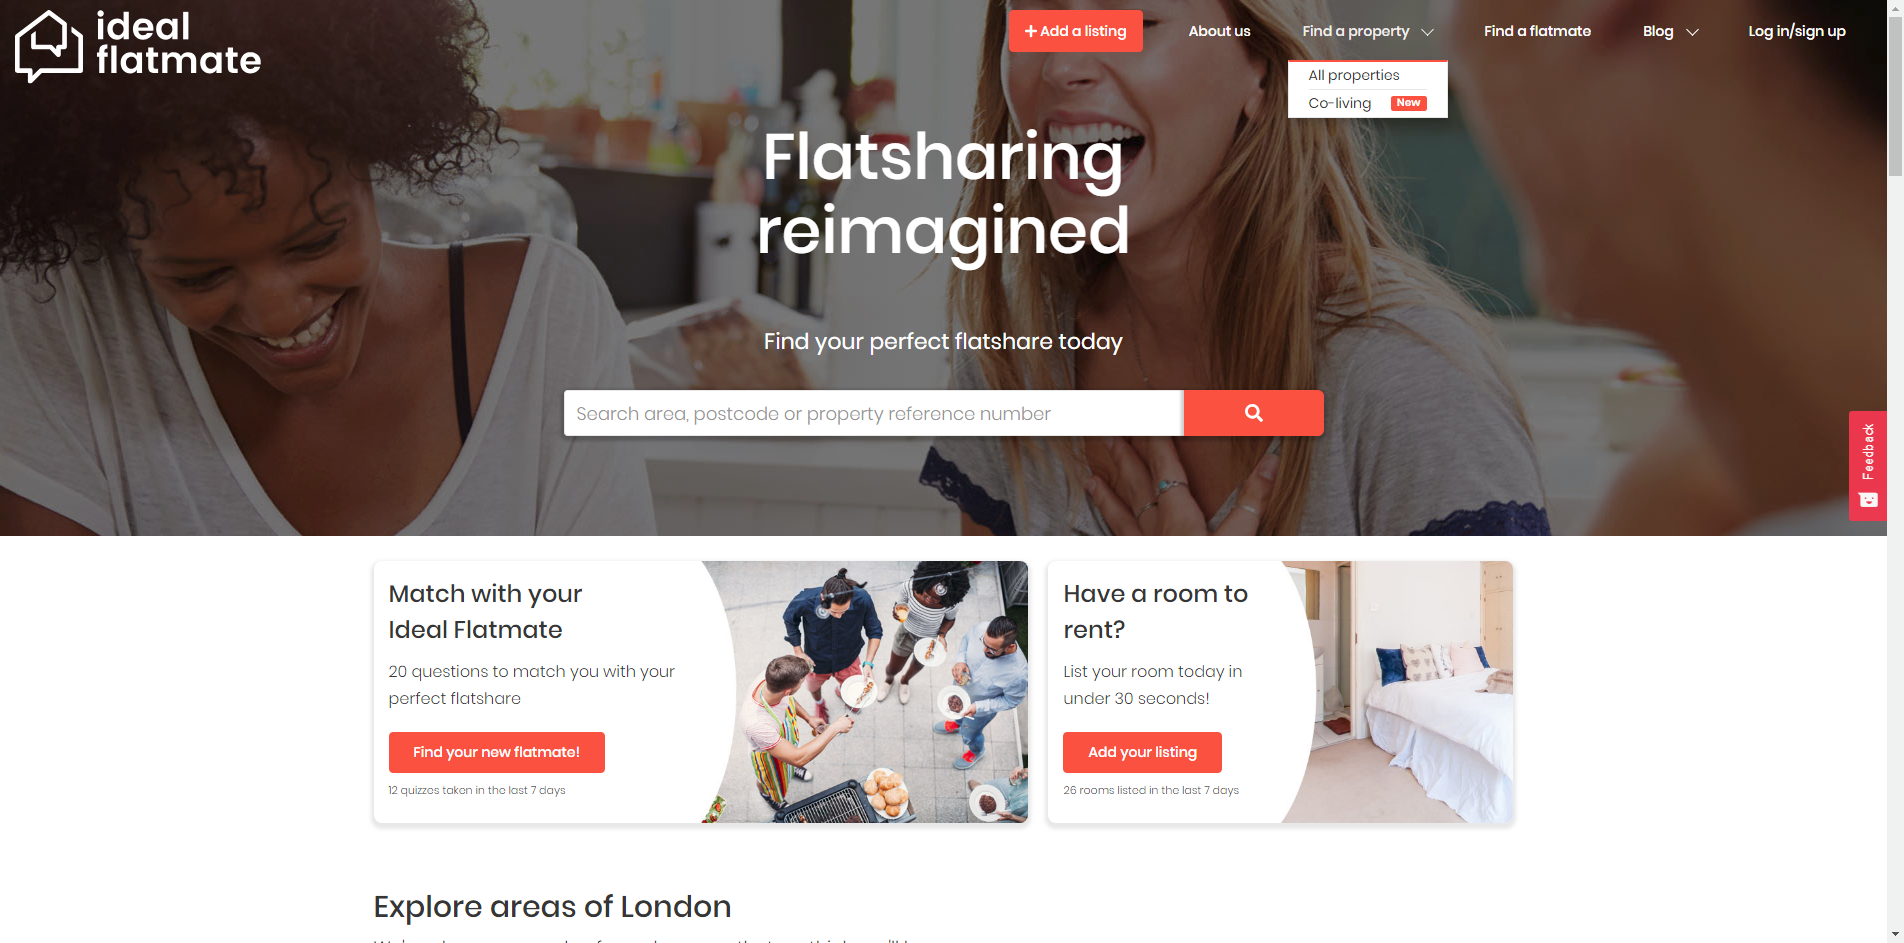 ideal
flatmate
+ Add a listing
About us
Find a property
Find a flatmate
Blog
Log in/sign up
All properties
Co-living New
Flatsharing
reimagined
Find your perfect flatshare today
Search area, postcode or property reference number
Feedback
Match with your
Ideal Flatmate
20 questions to match you with your
perfect flatshare
Find your new flatmate!
12 quizzes taken in the last 7 days
Have a room to
rent?
List your room today in
under 30 seconds!
Add your listing
26 rooms listed in the last 7 days
Explore areas of London